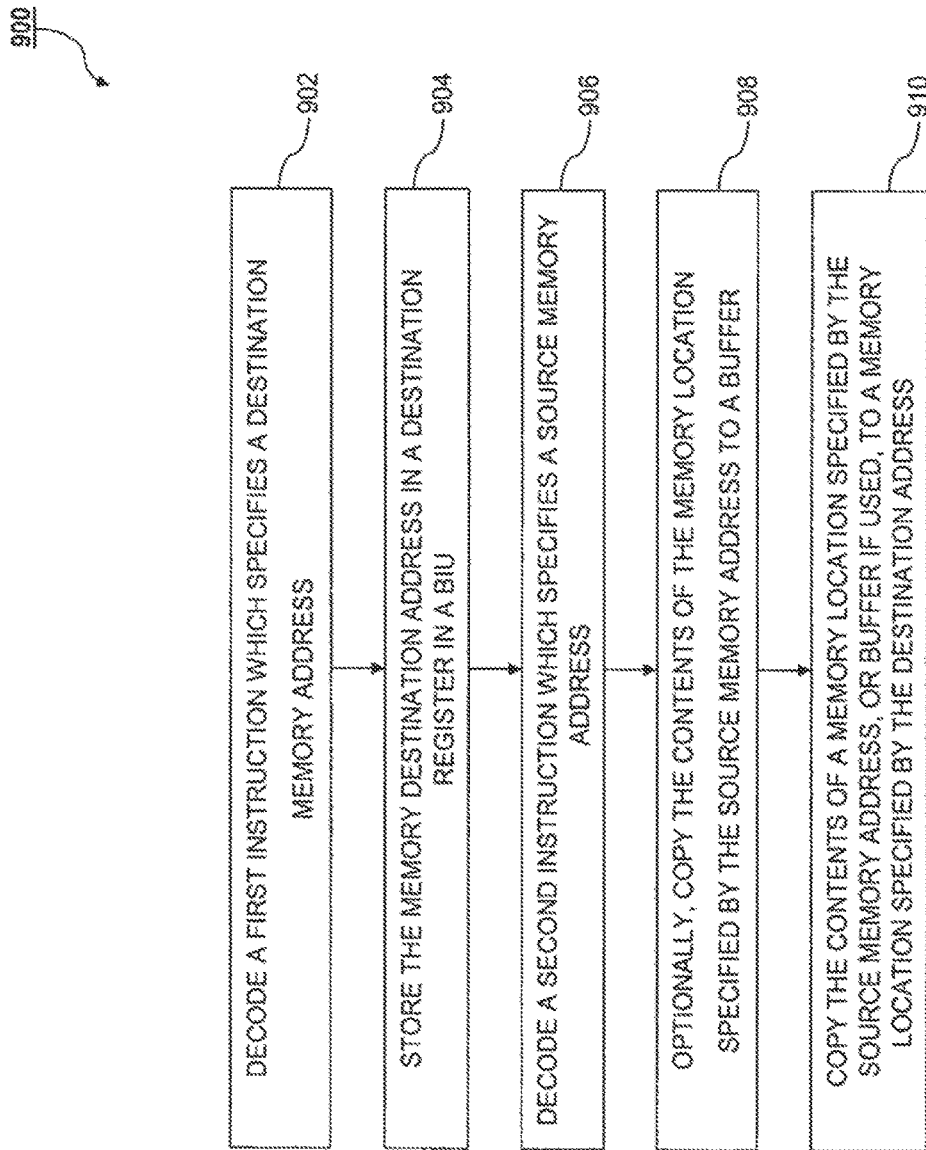 900
DECODE A FIRST INSTRUCTION WHICH SPECIFIES A DESTINATION
MEMORY ADDRESS
902
STORE THE MEMORY DESTINATION ADDRESS IN A DESTINATION
REGISTER IN A BIU
904
DECODE A SECOND INSTRUCTION WHICH SPECIFIES A SOURCE MEMORY
ADDRESS
906
OPTIONALLY, COPY THE CONTENTS OF THE MEMORY LOCATION
SPECIFIED BY THE SOURCE MEMORY ADDRESS TO A BUFFER
908
COPY THE CONTENTS OF A MEMORY LOCATION SPECIFIED BY THE
SOURCE MEMORY ADDRESS, OR BUFFER IF USED, TO A MEMORY
LOCATION SPECIFIED BY THE DESTINATION ADDRESS
910